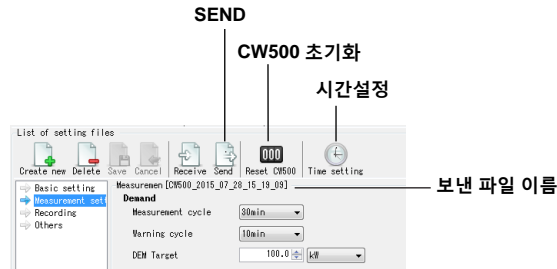 SEND
CW500 초기화
시간설정
List of setting files
Create new Delete Save Cancel Receive Send Reset CW500 Time setting
Basic setting
Measurement sett
Recording
Others
Measuremen [CW500_2015_07_28_15_19_09]
보낸 파일 이름
Demand
Measurement cycle 30min
Warning cycle 10min
DEM Target 100.0 kW